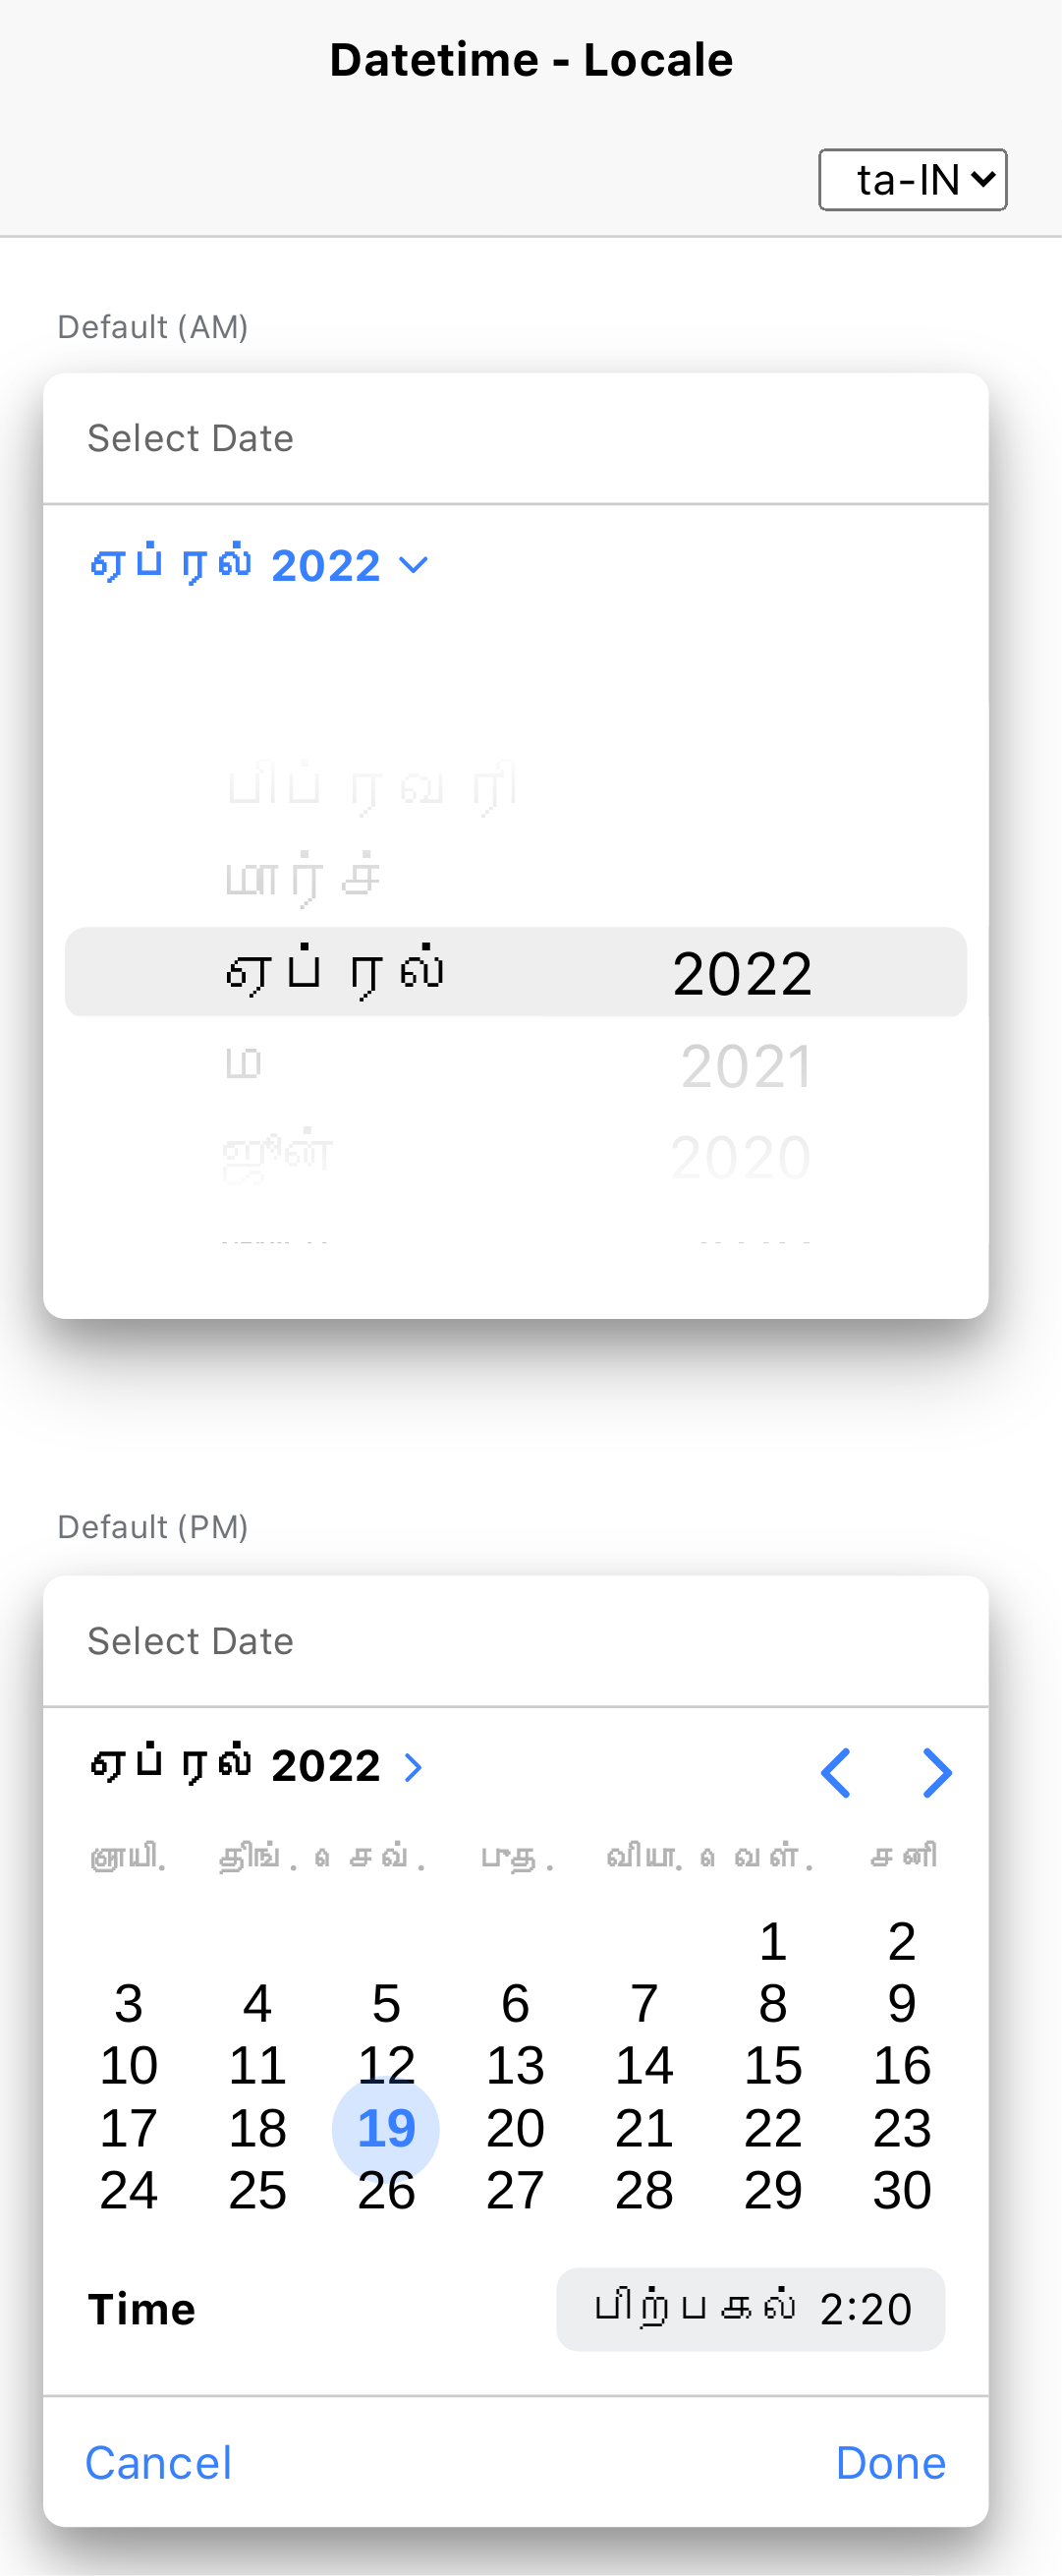 Datetime - Locale
ta-IN
Default (AM)
Select Date
ஏப்ரல் 2022
பிப்ரவரி
மார்ச்
ஏப்ரல் 2022
ம 2021
ஜூன் 2020
Default (PM)
Select Date
ஏப்ரல் 2022
ஞாயி. திங். செவ். புத. வியா. வெள். சனி
1 2
3 4 5 6 7 8 9
10 11 12 13 14 15 16
17 18 19 20 21 22 23
24 25 26 27 28 29 30
Time பிற்பகல் 2:20
Cancel Done